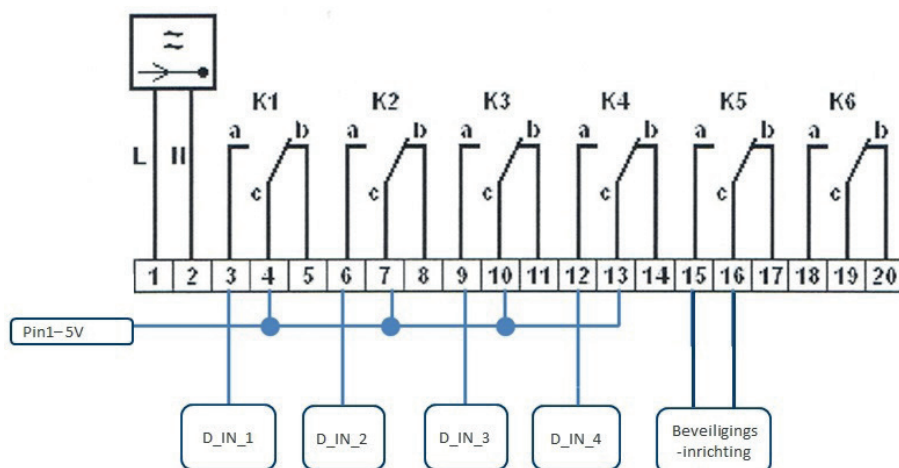 K1 K2 K3 K4 K5 K6
a b a b a b a b a b a b
L II
c c c c c c
1 2 3 4 5 6 7 8 9 10 11 12 13 14 15 16 17 18 19 20
Pin1–5V
D_IN_1 D_IN_2 D_IN_3 D_IN_4 Beveiligings
-inrichting